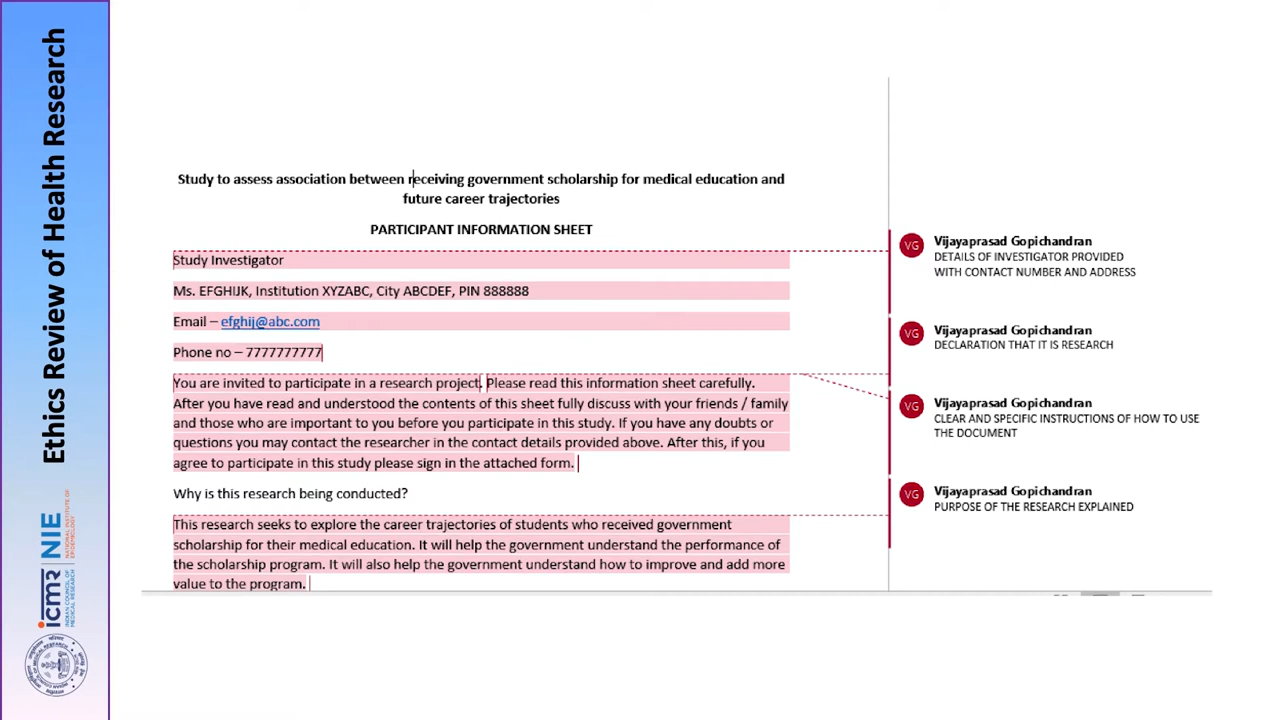 Ethics Review of Health Research
Study to assess association between receiving government scholarship for medical education and
future career trajectories
PARTICIPANT INFORMATION SHEET
Study Investigator
Ms. EFGHIJK, Institution XYZABC, City ABCDEF, PIN 888888
Email – efghij@abc.com
Phone no – 7777777777
You are invited to participate in a research project. Please read this information sheet carefully.
After you have read and understood the contents of this sheet fully discuss with your friends / family
and those who are important to you before you participate in this study. If you have any doubts or
questions you may contact the researcher in the contact details provided above. After this, if you
agree to participate in this study please sign in the attached form.
Why is this research being conducted?
This research seeks to explore the career trajectories of students who received government
scholarship for their medical education. It will help the government understand the performance of
the scholarship program. It will also help the government understand how to improve and add more
value to the program.
VG
Vijayaprasad Gopichandran
DETAILS OF INVESTIGATOR PROVIDED
WITH CONTACT NUMBER AND ADDRESS
VG
Vijayaprasad Gopichandran
DECLARATION THAT IT IS RESEARCH
VG
Vijayaprasad Gopichandran
CLEAR AND SPECIFIC INSTRUCTIONS OF HOW TO USE
THE DOCUMENT
VG
Vijayaprasad Gopichandran
PURPOSE OF THE RESEARCH EXPLAINED
icmr
INDIAN COUNCIL OF
MEDICAL RESEARCH
NIE
NATIONAL INSTITUTE OF
EPIDEMIOLOGY